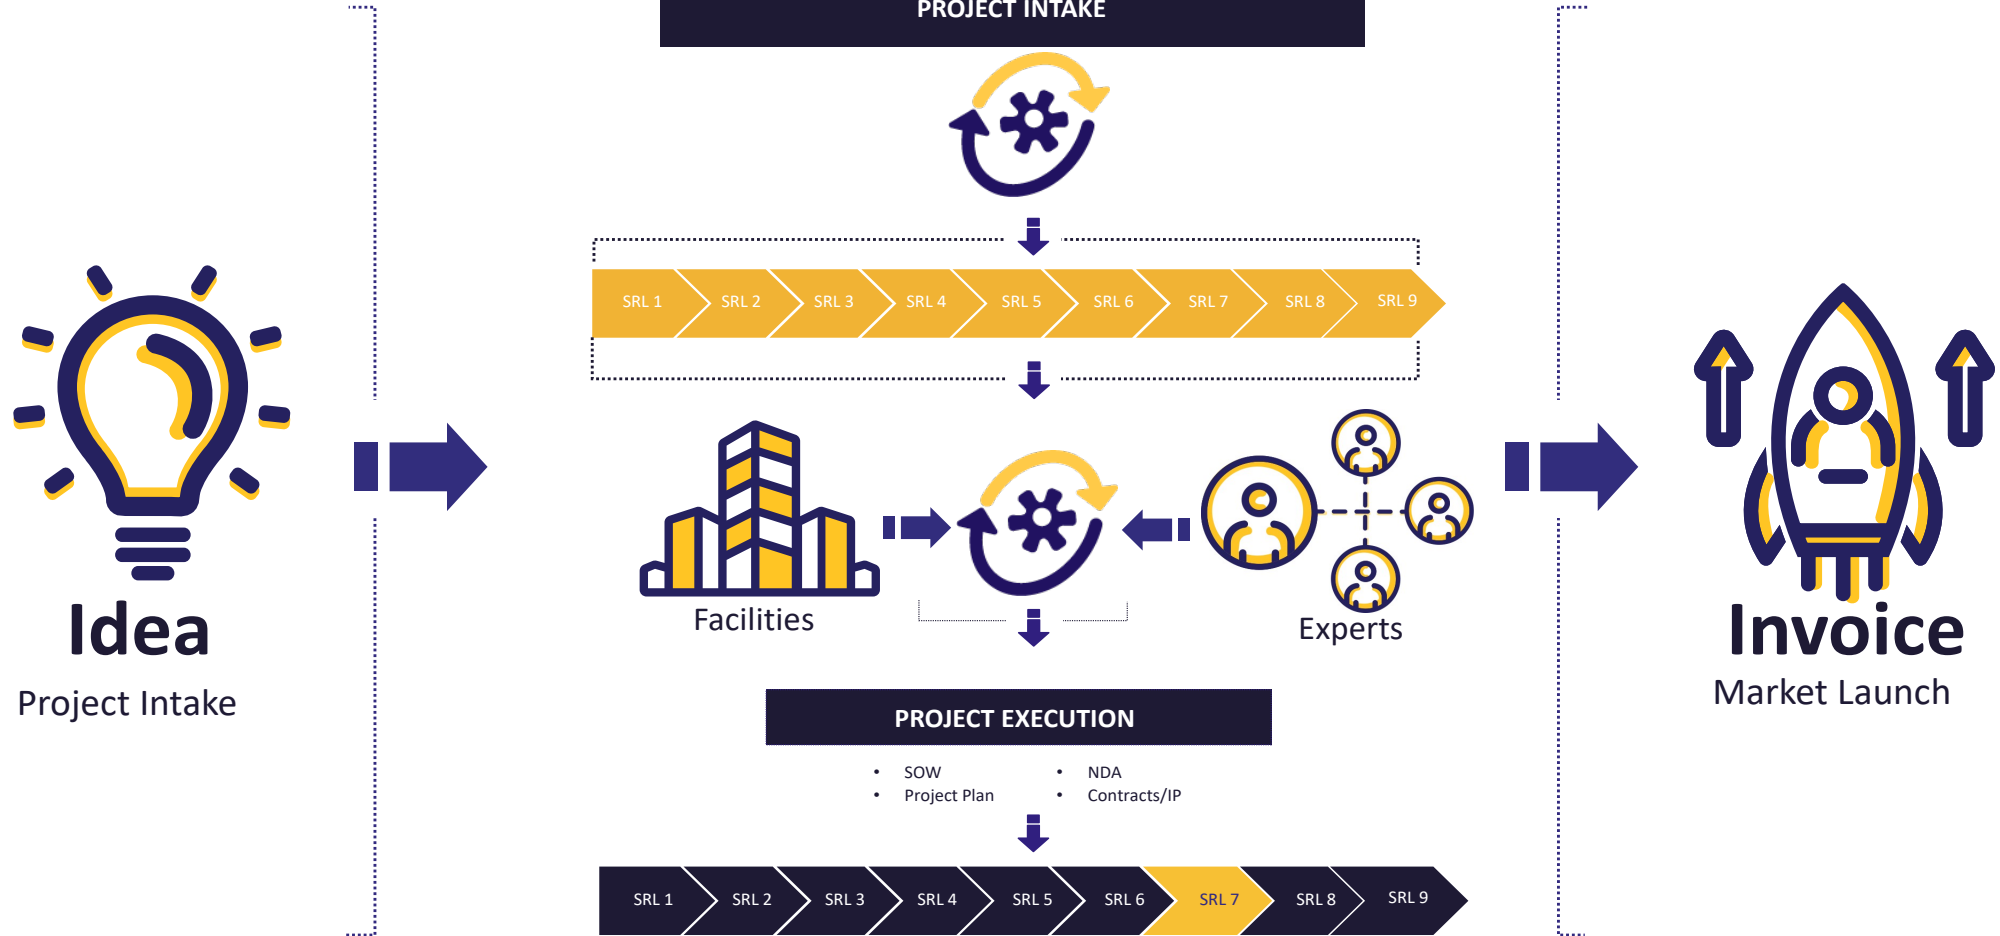 PROJECT INTAKE
SRL 1 SRL 2 SRL 3 SRL 4 SRL 5 SRL 6 SRL 7 SRL 8 SRL 9
Idea
Project Intake
Facilities
Experts
Invoice
Market Launch
PROJECT EXECUTION
• SOW
• Project Plan
• NDA
• Contracts/IP
SRL 1 SRL 2 SRL 3 SRL 4 SRL 5 SRL 6 SRL 7 SRL 8 SRL 9